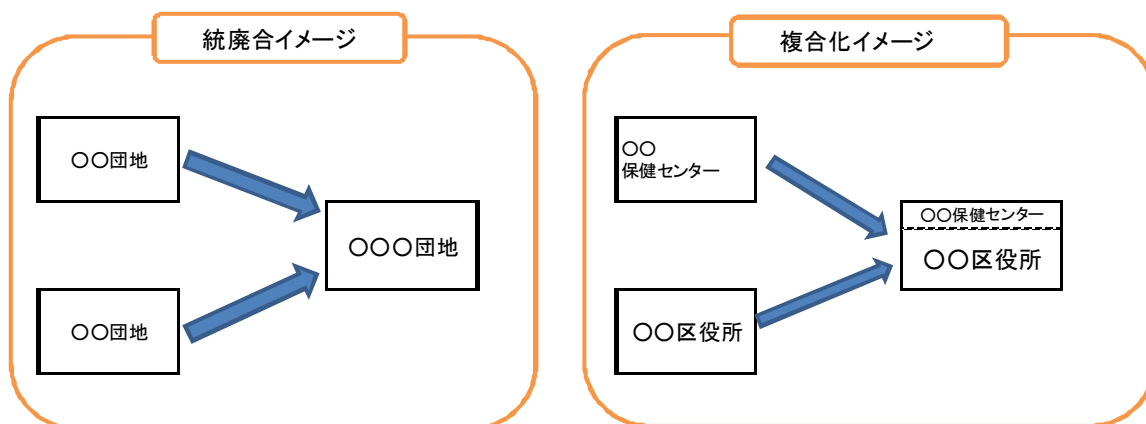 統廃合イメージ
〇〇団地
〇〇団地
〇〇〇団地
複合化イメージ
〇〇
保健センター
〇〇区役所
〇〇保健センター
〇〇区役所